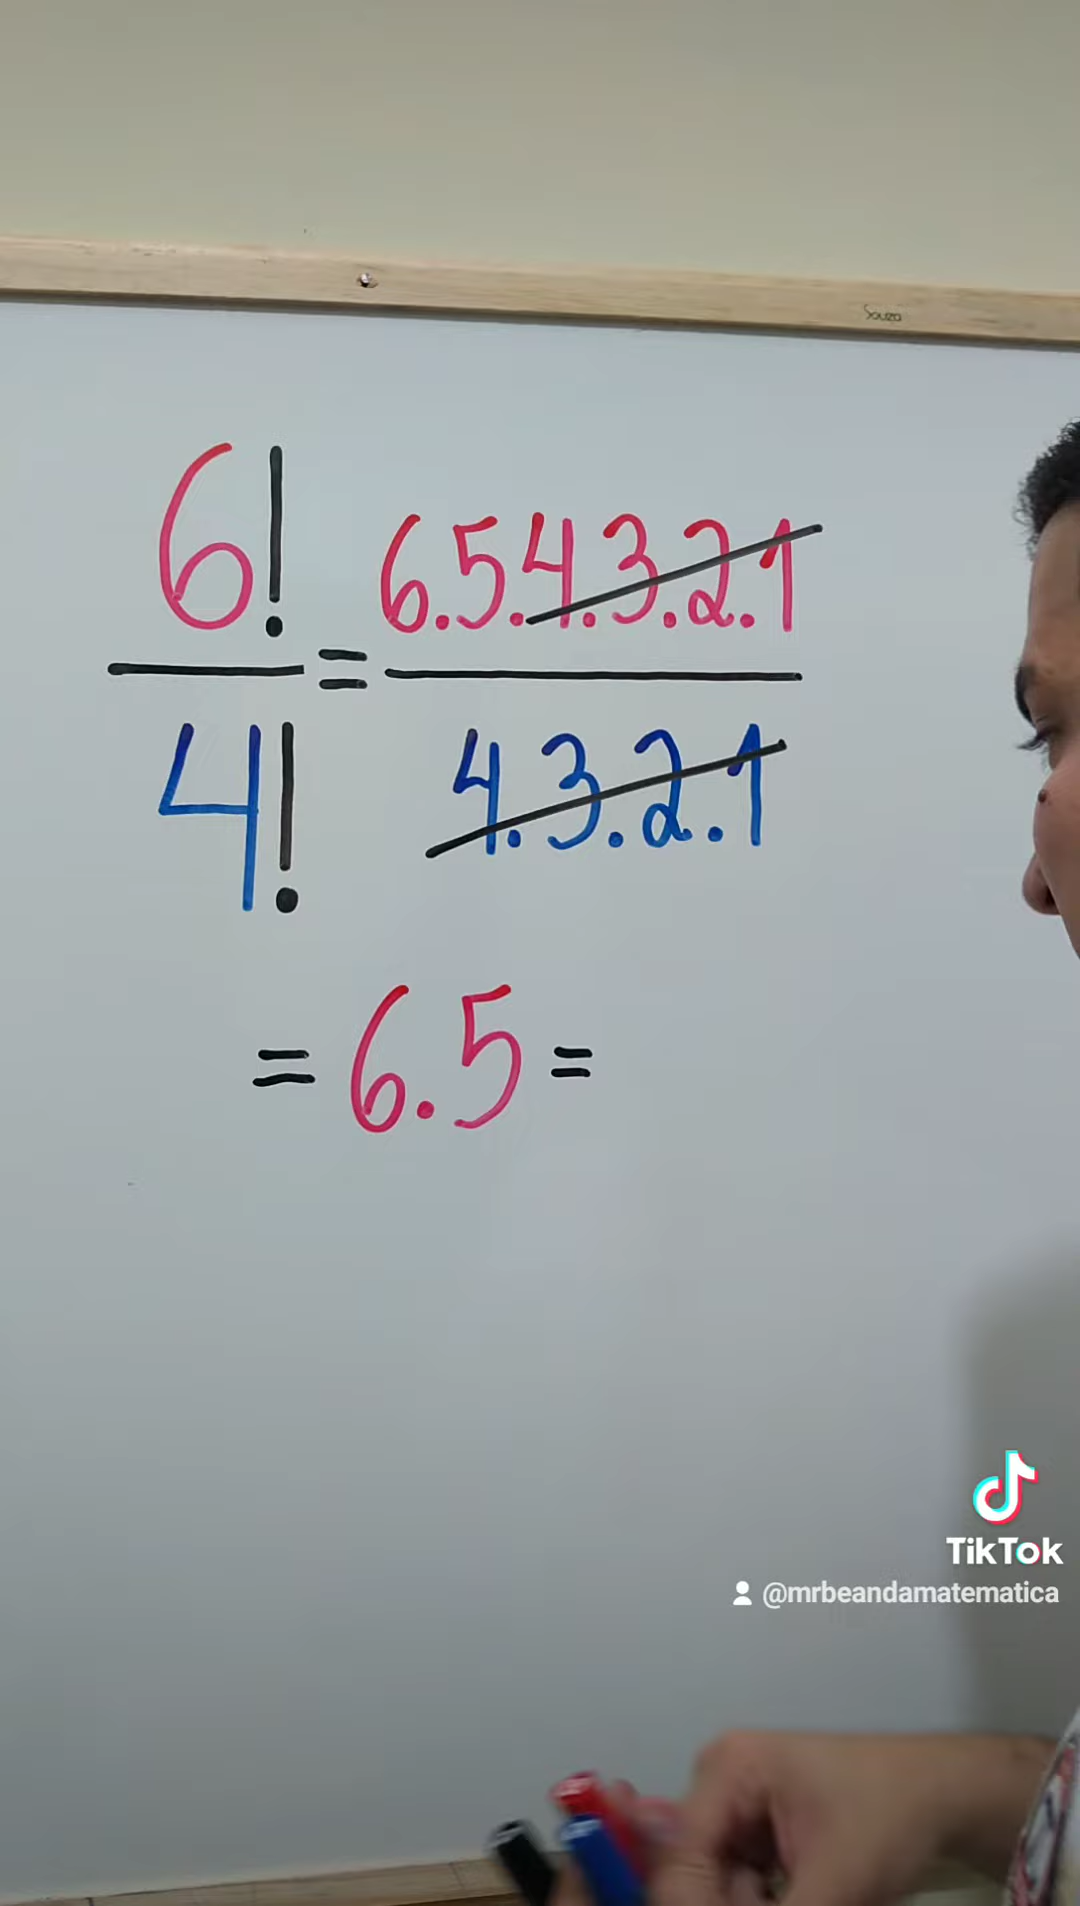 Souza
6! = 6.5.4.3.2.1
4! 4.3.2.1
= 6.5 =
TikTok
@mrbeandamatematica